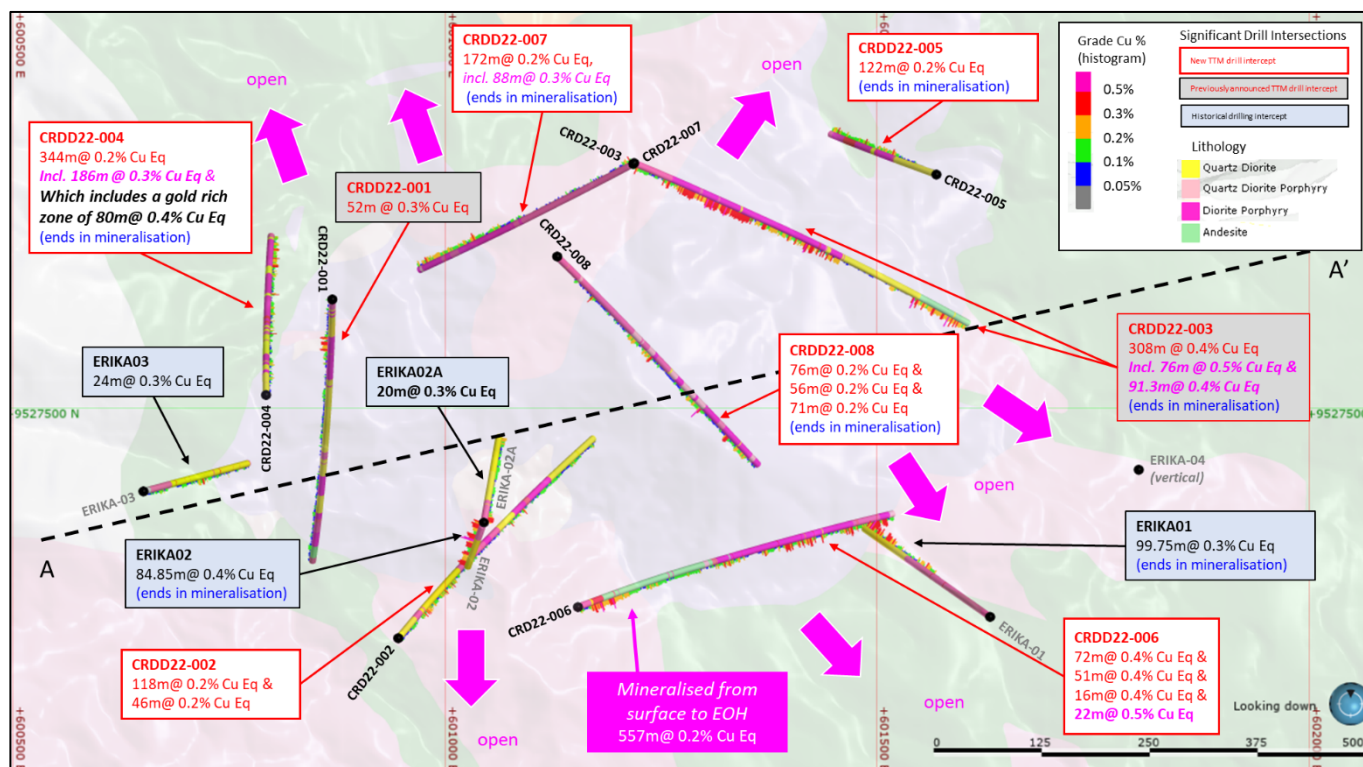 +600500 E
+601000 E
+601500 E
+602000 E
open
open
open
CRDD22-007
172m@ 0.2% Cu Eq,
incl. 88m@ 0.3% Cu Eq
(ends in mineralisation)
CRDD22-005
122m@ 0.2% Cu Eq
Grade Cu %
(histogram)
0.5%
0.3%
0.2%
0.1%
0.05%
Significant Drill Intersections
New TTM drill intercept
Previously announced TTM drill intercept
Historical drilling intercept
Lithology
Quartz Diorite
Quartz Diorite Porphyry
Diorite Porphyry
Andesite
CRDD22-004
344m@ 0.2% Cu Eq
Incl. 186m @ 0.3% Cu Eq &
Which includes a gold rich
zone of 80m@ 0.4% Cu Eq
(ends in mineralisation)
CRDD22-001
52m @ 0.3% Cu Eq
CRD22-003
CRD22-007
CRD22-005
CRD22-008
CRD22-001
A'
ERIKA03
24m@ 0.3% Cu Eq
CRD22-004
ERIKA02A
20m@ 0.3% Cu Eq
CRDD22-008
76m@ 0.2% Cu Eq &
56m@ 0.2% Cu Eq &
71m@ 0.2% Cu Eq
(ends in mineralisation)
CRDD22-003
308m @ 0.4% Cu Eq
Incl. 76m @ 0.5% Cu Eq &
91.3m@ 0.4% Cu Eq
(ends in mineralisation)
9527500 N
+9527500 N
ERIKA-03
ERIKA-02A
ERIKA-04
(vertical)
open
A
ERIKA02
84.85m@ 0.4% Cu Eq
(ends in mineralisation)
ERIKA-02
ERIKA01
99.75m@ 0.3% Cu Eq
(ends in mineralisation)
CRD22-002
CRD22-006
ERIKA-01
CRDD22-002
118m@ 0.2% Cu Eq &
46m@ 0.2% Cu Eq
Mineralised from
surface to EOH
557m@ 0.2% Cu Eq
CRDD22-006
72m@ 0.4% Cu Eq &
51m@ 0.4% Cu Eq &
16m@ 0.4% Cu Eq &
22m@ 0.5% Cu Eq
open
open
Looking down
0
125
250
375
500
+600500 E
+601000 E
+601500 E
+602000 E